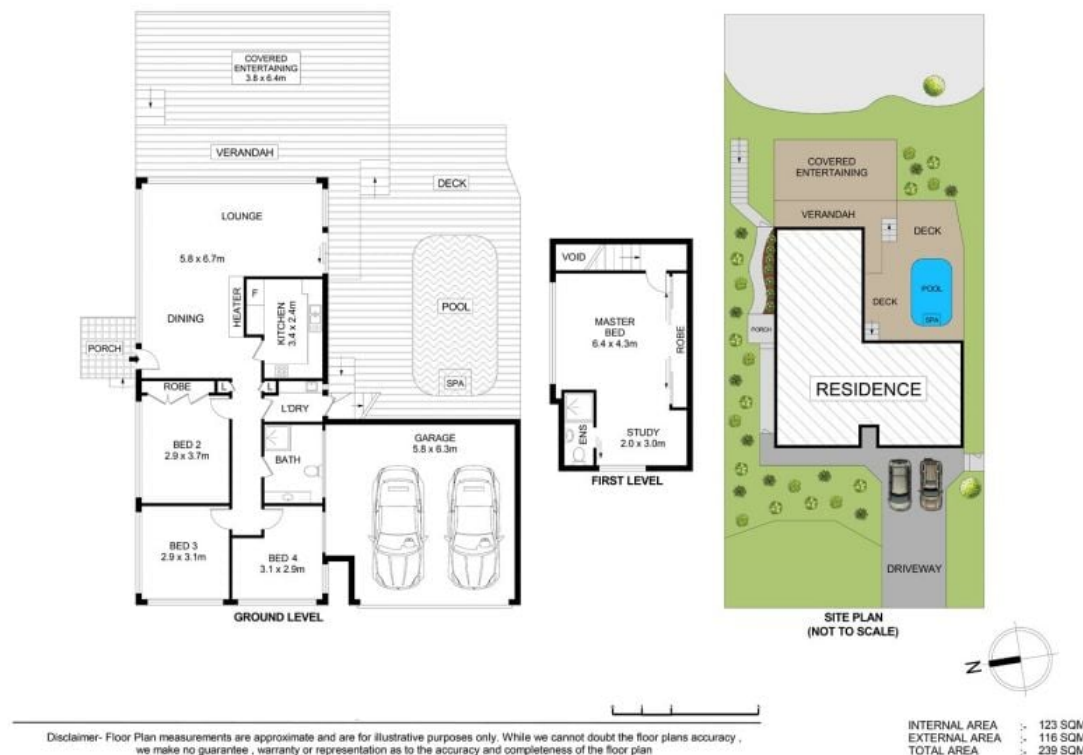 COVERED
ENTERTAINING
3.8 x 6.4m
VERANDAH
DECK
LOUNGE
5.8 x 6.7m
HEATER
F
KITCHEN
3.4 x 2.4m
DINING
POOL
PORCH
SPA
ROBE
L
L
L'DRY
BED 2
2.9 x 3.7m
BATH
GARAGE
5.8 x 6.3m
BED 3
2.9 x 3.1m
BED 4
3.1 x 2.9m
GROUND LEVEL
VOID
MASTER
BED
6.4 x 4.3m
ROBE
ENS
STUDY
2.0 x 3.0m
FIRST LEVEL
COVERED
ENTERTAINING
VERANDAH
DECK
POOL
DECK
SPA
PORCH
RESIDENCE
DRIVEWAY
SITE PLAN
(NOT TO SCALE)
N
Disclaimer- Floor Plan measurements are approximate and are for illustrative purposes only. While we cannot doubt the floor plans accuracy ,
we make no guarantee , warranty or representation as to the accuracy and completeness of the floor plan
INTERNAL AREA :- 123 SQM
EXTERNAL AREA :- 116 SQM
TOTAL AREA :- 239 SQM